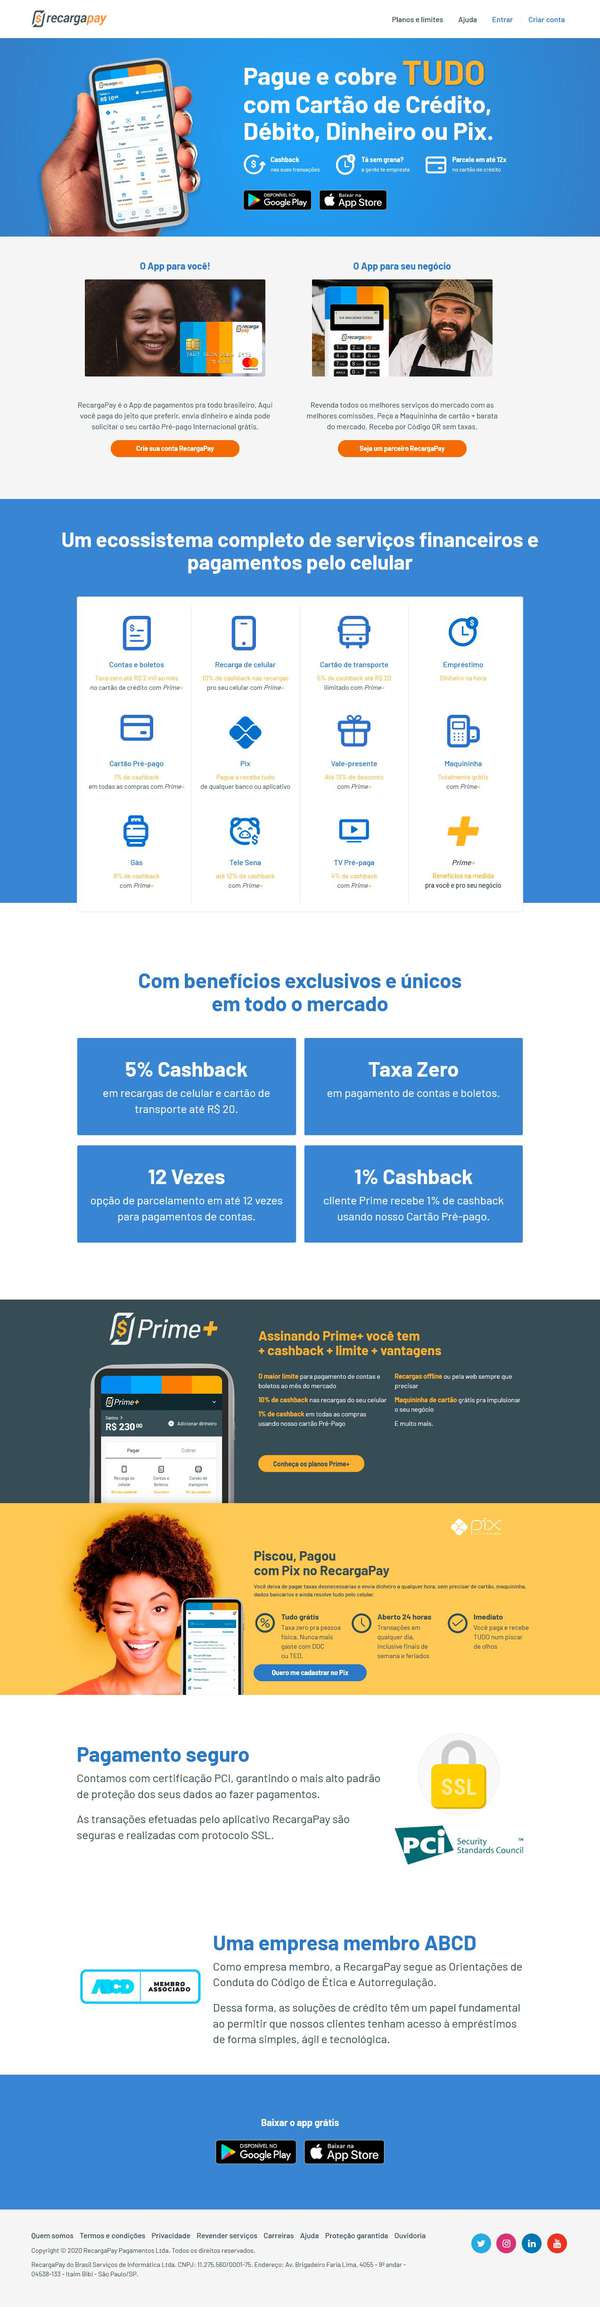 recargapay
Planos e limites Ajuda Entrar Criar conta
Pague e cobre TUDO
com Cartão de Crédito,
Débito, Dinheiro ou Pix.
Cashback
nas suas transações
Tá sem grana?
a gente te empresta
Parcele em até 12x
no cartão de crédito
DISPONÍVEL NO
Google Play
Baixar na
App Store
O App para você!
recarga
pay
mastercard
RecargaPay é o App de pagamentos pra todo brasileiro. Aqui
você paga do jeito que preferir, envia dinheiro e ainda pode
solicitar o seu cartão Pré-pago Internacional grátis.
Crie sua conta RecargaPay
O App para seu negócio
recargapay
Revenda todos os melhores serviços do mercado com as
melhores comissões. Peça a Maquininha de cartão + barata
do mercado. Receba por Código QR sem taxas.
Seja um parceiro RecargaPay
Um ecossistema completo de serviços financeiros e
pagamentos pelo celular
Contas e boletos
Taxa zero até R$ 2 mil ao mês
no cartão de crédito com Prime+
Recarga de celular
10% de cashback nas recargas
pro seu celular com Prime+
Cartão de transporte
5% de cashback até R$ 20
Ilimitado com Prime+
Empréstimo
Dinheiro na hora
Cartão Pré-pago
1% de cashback
em todas as compras com Prime+
Pix
Pague e receba tudo
de qualquer banco ou aplicativo
Vale-presente
Até 13% de desconto
com Prime+
Maquininha
Totalmente grátis
com Prime+
Gás
8% de cashback
com Prime+
Tele Sena
até 12% de cashback
com Prime+
TV Pré-paga
4% de cashback
com Prime+
Prime+
Benefícios na medida
pra você e pro seu negócio
Com benefícios exclusivos e únicos
em todo o mercado
5% Cashback
em recargas de celular e cartão de
transporte até R$ 20.
Taxa Zero
em pagamento de contas e boletos.
12 Vezes
opção de parcelamento em até 12 vezes
para pagamentos de contas.
1% Cashback
cliente Prime recebe 1% de cashback
usando nosso Cartão Pré-pago.
Prime+
Prime+
Saldos
R$ 230 00
Adicionar dinheiro
Pagar Cobrar
Recarga de
celular
Contas e
boletos
Cartão de
transporte
Assinando Prime+ você tem
+ cashback + limite + vantagens
O maior limite para pagamento de contas e
boletos ao mês do mercado
10% de cashback nas recargas do seu celular
1% de cashback em todas as compras
usando nosso cartão Pré-Pago
Recargas offline ou pela web sempre que
precisar
Maquininha de cartão grátis pra impulsionar
o seu negócio
E muito mais.
Conheça os planos Prime+
pix
Piscou, Pagou
com Pix no RecargaPay
Você deixa de pagar taxas desnecessárias e envia dinheiro a qualquer hora, sem precisar de cartão, maquininha,
dados bancários e ainda resolve tudo pelo celular.
Tudo grátis
Taxa zero pra pessoa
física. Nunca mais
gaste com DOC
ou TED.
Aberto 24 horas
Transações em
qualquer dia,
inclusive finais de
semana e feriados
Imediato
Você paga e recebe
TUDO num piscar
de olhos
Quero me cadastrar no Pix
Pagamento seguro
Contamos com certificação PCI, garantindo o mais alto padrão
de proteção dos seus dados ao fazer pagamentos.
As transações efetuadas pelo aplicativo RecargaPay são
seguras e realizadas com protocolo SSL.
SSL
PCi Security
Standards Council
ABCD
MEMBRO
ASSOCIADO
Uma empresa membro ABCD
Como empresa membro, a RecargaPay segue as Orientações de
Conduta do Código de Ética e Autorregulação.
Dessa forma, as soluções de crédito têm um papel fundamental
ao permitir que nossos clientes tenham acesso à empréstimos
de forma simples, ágil e tecnológica.
Baixar o app grátis
DISPONÍVEL NO
Google Play
Baixar na
App Store
Quem somos Termos e condições Privacidade Revender serviços Carreiras Ajuda Proteção garantida Ouvidoria
Copyright © 2020 RecargaPay Pagamentos Ltda. Todos os direitos reservados.
RecargaPay do Brasil Serviços de Informática Ltda. CNPJ: 11.275.560/0001-75. Endereço: Av. Brigadeiro Faria Lima, 4055 - 9º andar -
04538-133 - Itaim Bibi - São Paulo/SP.